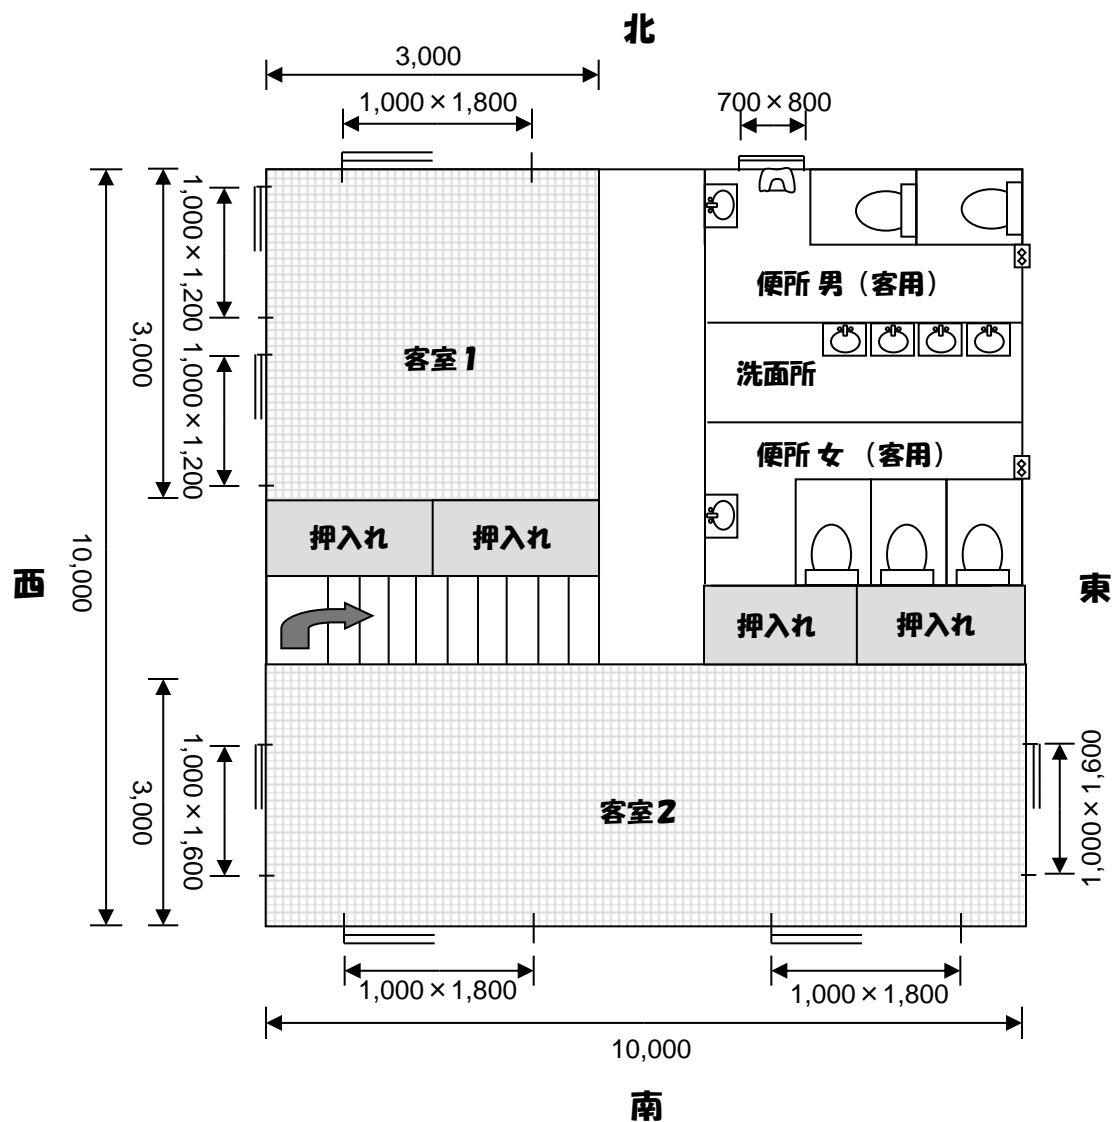 北
3,000
1,000×1,800
700×800
1,000×1,200
3,000
1,000×1,200
10,000
客室1
便所 男（客用）
洗面所
便所 女（客用）
押入れ
押入れ
西
東
押入れ
押入れ
3,000
1,000×1,600
客室2
1,000×1,600
1,000×1,800
1,000×1,800
10,000
南